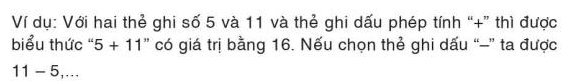 Ví dụ: Với hai thẻ ghi số 5 và 11 và thẻ ghi dấu phép tính “+” thì được
biểu thức “5 + 11” có giá trị bằng 16. Nếu chọn thẻ ghi dấu “–” ta được
11 – 5,...